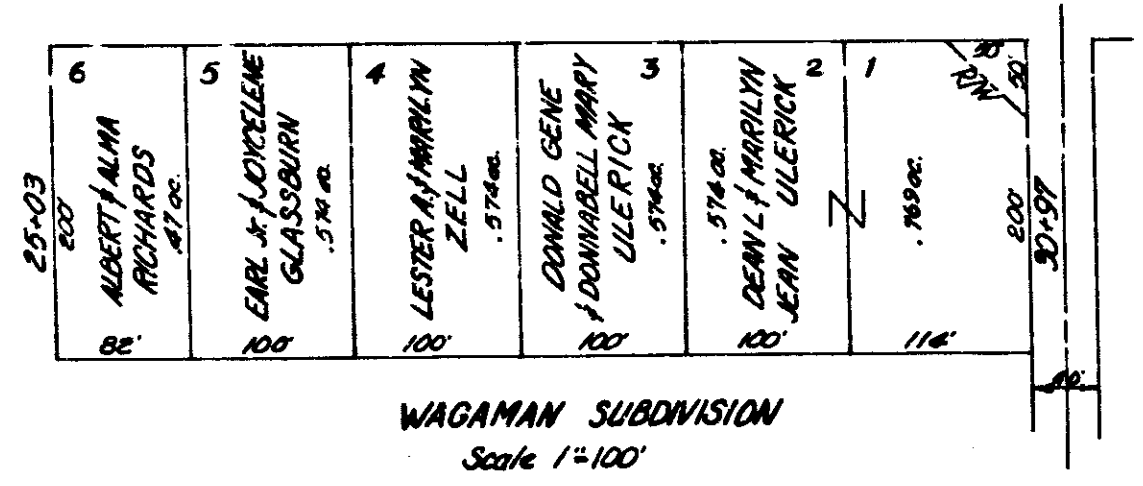 6
ALBERT & ALMA
RICHARDS
.47 ac.
25+03
200'
82'
5
EARL Jr. & JOYCELENE
GLASSBURN
.574 ac.
100'
4
LESTER A. & MARILYN
ZELL
.574 ac.
100'
3
DONALD GENE
& DONNABELL MARY
ULERICK
.574 ac.
100'
2
.574 ac.
DEAN L & MARILYN
JEAN ULERICK
100'
1
50'
50'
R/W
.769 ac.
200'
114'
30+97
40'
N
WAGAMAN SUBDIVISION
Scale 1"=100'